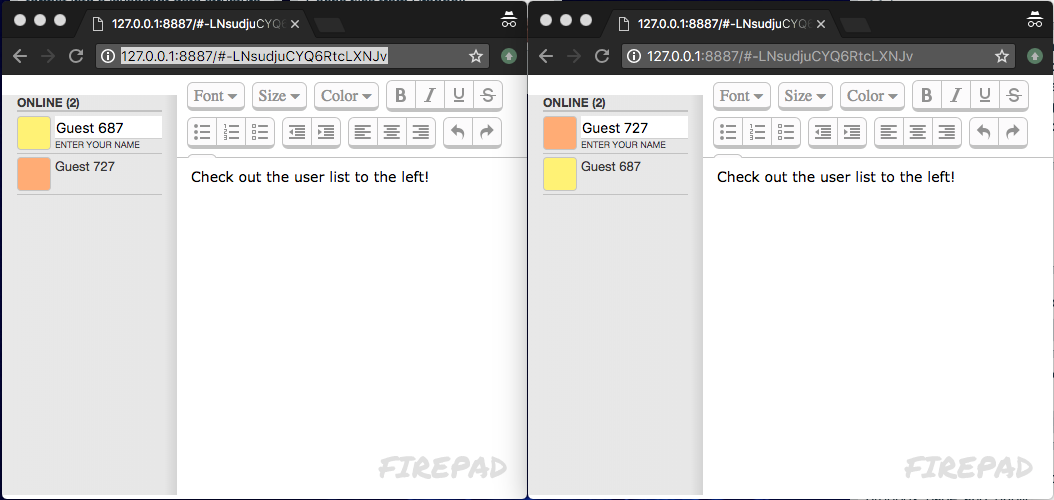 127.0.0.1:8887/#-LNsudjuCYQ6
127.0.0.1:8887/#-LNsudjuCYQ6RtcLXNJv
ONLINE (2)
Guest 687
ENTER YOUR NAME
Guest 727
Font Size Color B I U S
Check out the user list to the left!
FIREPAD
127.0.0.1:8887/#-LNsudjuCYQ6
127.0.0.1:8887/#-LNsudjuCYQ6RtcLXNJv
ONLINE (2)
Guest 727
ENTER YOUR NAME
Guest 687
Font Size Color B I U S
Check out the user list to the left!
FIREPAD